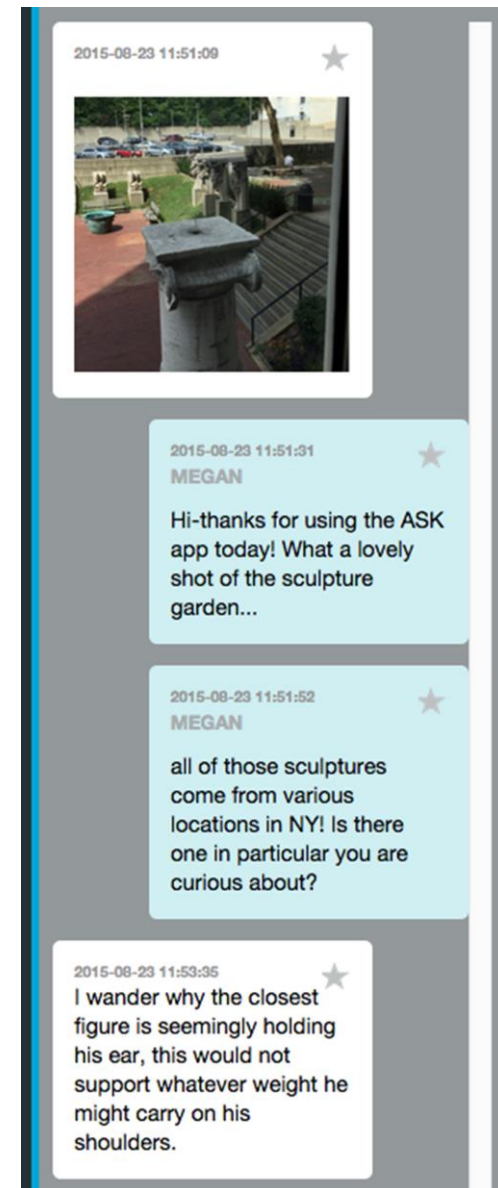 2015-08-23 11:51:09
2015-08-23 11:51:31
MEGAN
Hi-thanks for using the ASK
app today! What a lovely
shot of the sculpture
garden...
2015-08-23 11:51:52
MEGAN
all of those sculptures
come from various
locations in NY! Is there
one in particular you are
curious about?
2015-08-23 11:53:35
I wander why the closest
figure is seemingly holding
his ear, this would not
support whatever weight he
might carry on his
shoulders.